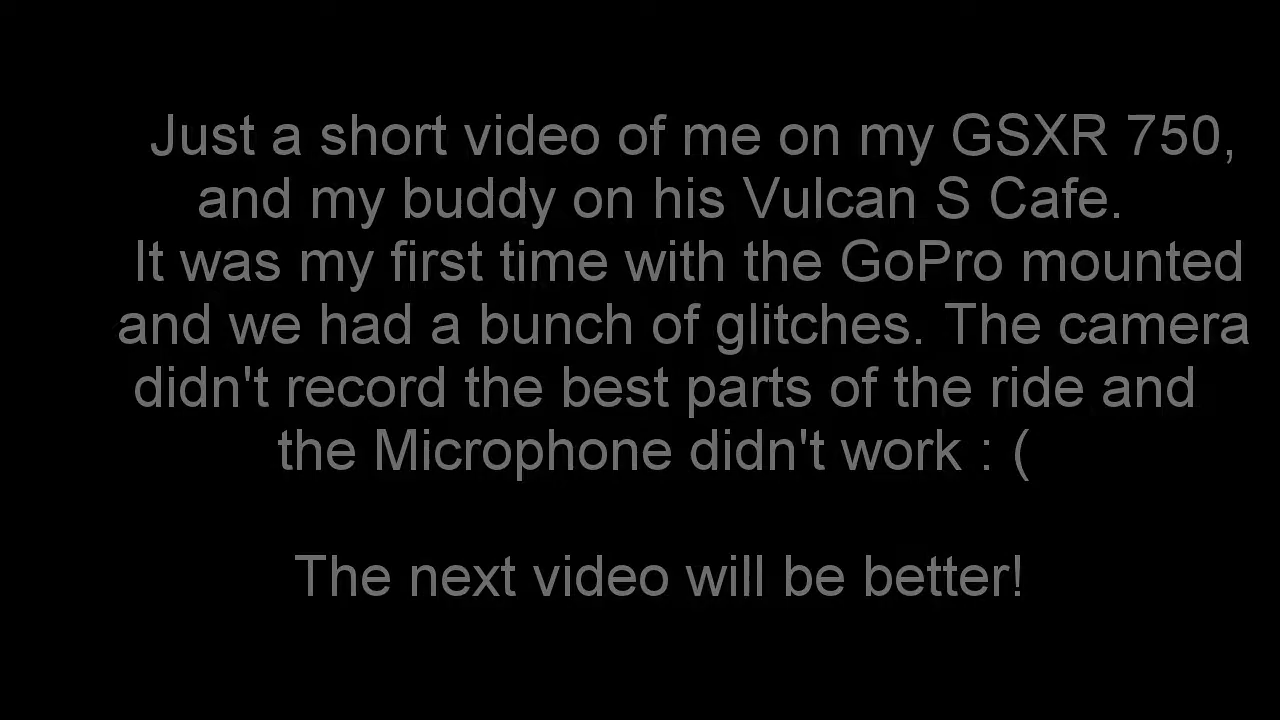 Just a short video of me on my GSXR 750,
and my buddy on his Vulcan S Cafe.
It was my first time with the GoPro mounted
and we had a bunch of glitches. The camera
didn't record the best parts of the ride and
the Microphone didn't work : (
The next video will be better!